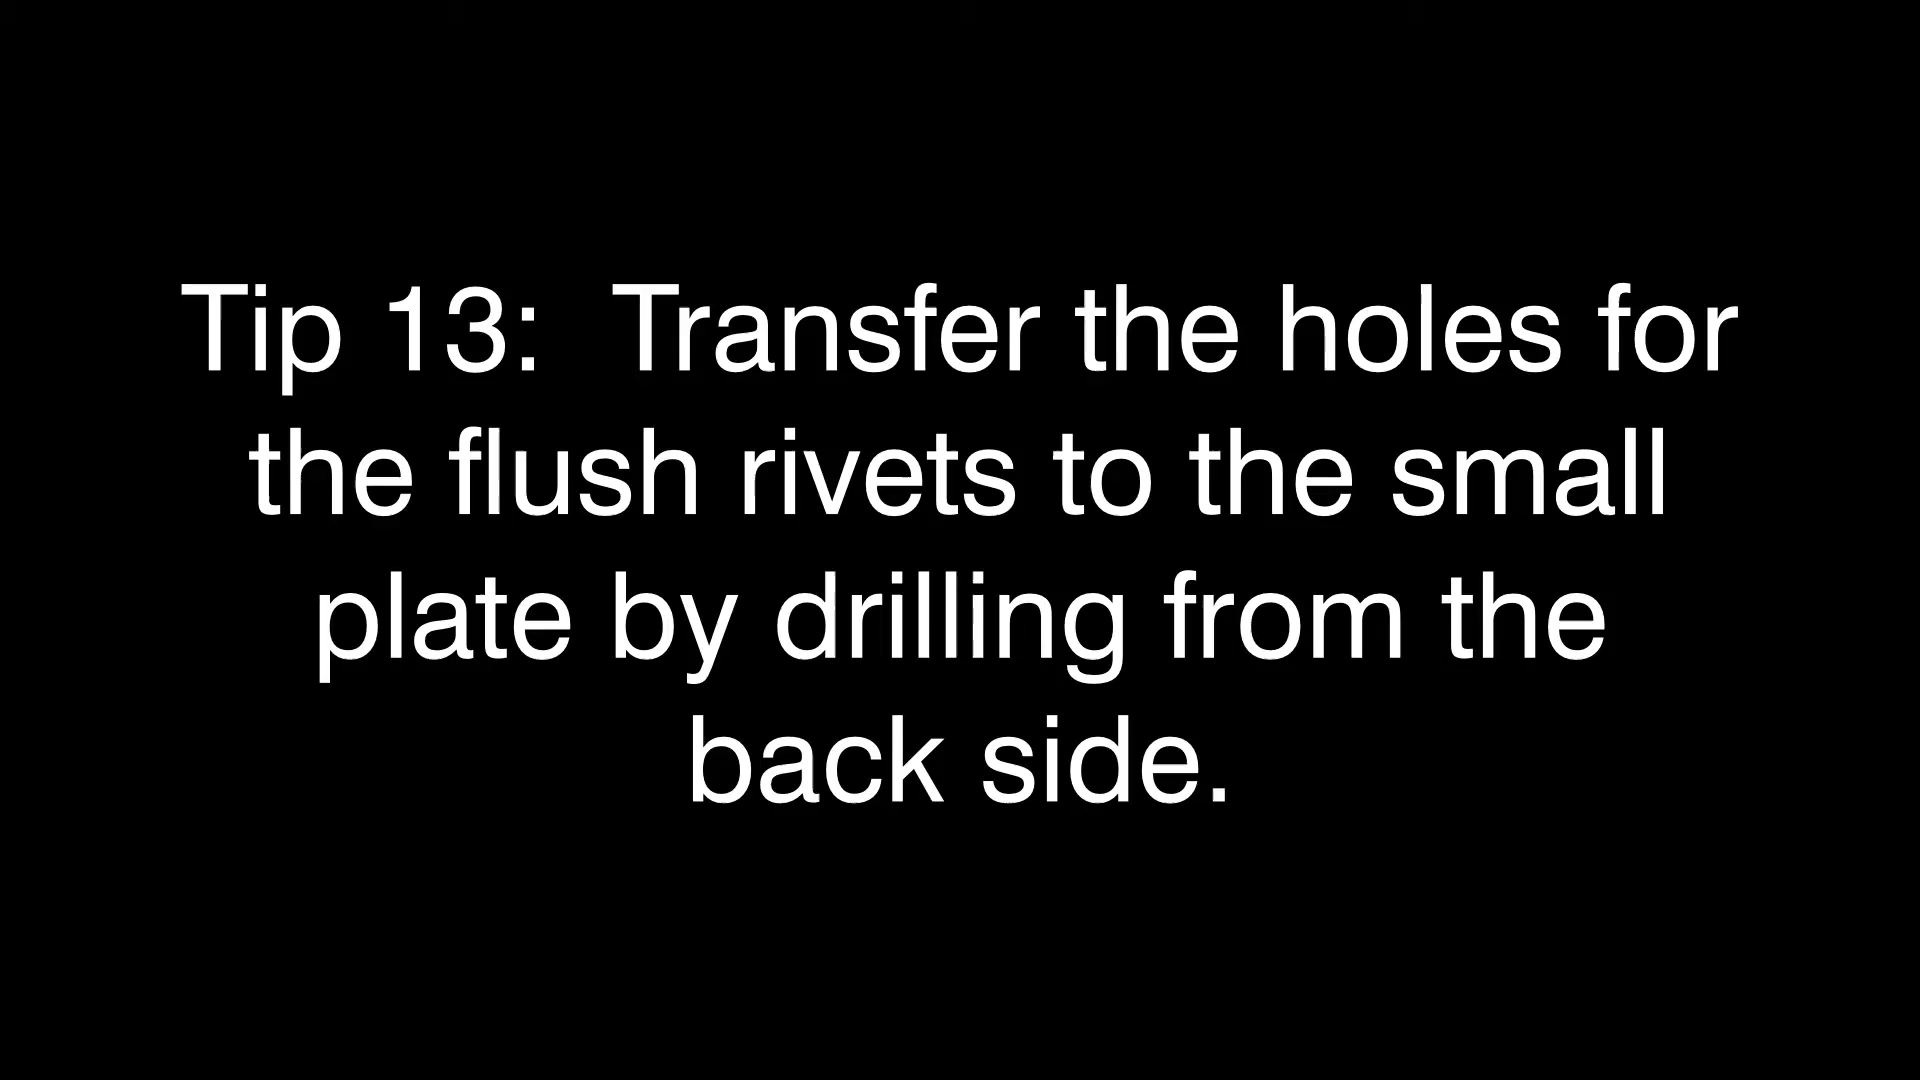 Tip 13:  Transfer the holes for
the flush rivets to the small
plate by drilling from the
back side.